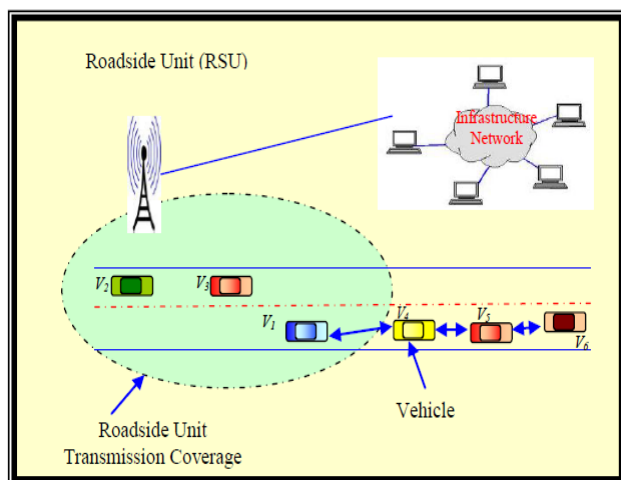 Roadside Unit (RSU)
Infrastructure
Network
V2
V3
V1
V4
V5
V6
Vehicle
Roadside Unit
Transmission Coverage